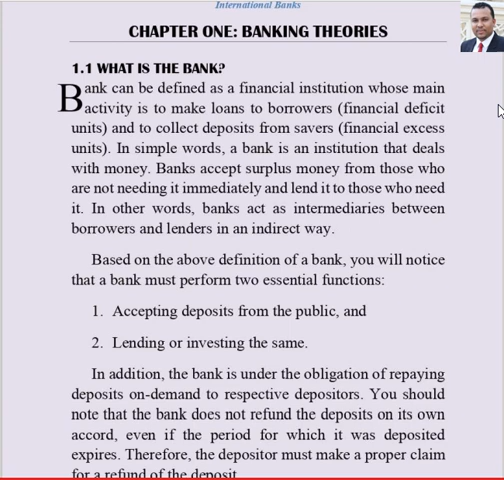 International Banks
CHAPTER ONE: BANKING THEORIES
1.1 WHAT IS THE BANK?
Bank can be defined as a financial institution whose main
activity is to make loans to borrowers (financial deficit
units) and to collect deposits from savers (financial excess
units). In simple words, a bank is an institution that deals
with money. Banks accept surplus money from those who
are not needing it immediately and lend it to those who need
it. In other words, banks act as intermediaries between
borrowers and lenders in an indirect way.
Based on the above definition of a bank, you will notice
that a bank must perform two essential functions:
1. Accepting deposits from the public, and
2. Lending or investing the same.
In addition, the bank is under the obligation of repaying
deposits on-demand to respective depositors. You should
note that the bank does not refund the deposits on its own
accord, even if the period for which it was deposited
expires. Therefore, the depositor must make a proper claim
for a refund of the deposit